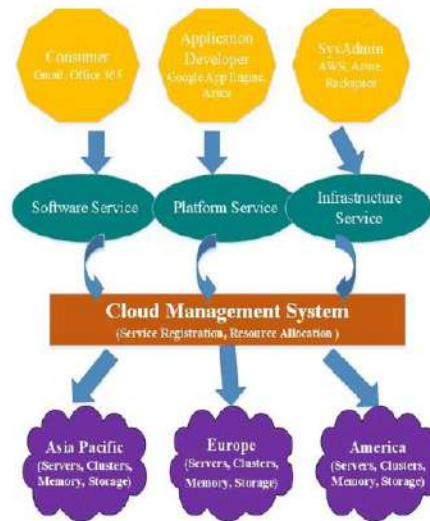 Consumer
Gmail, Office 365
Application
Developer
Google App Engine,
Azure
SysAdmin
AWS, Azure,
Rackspace
Software Service
Platform Service
Infrastructure
Service
Cloud Management System
(Service Registration, Resource Allocation )
Asia Pacific
(Servers, Clusters,
Memory, Storage)
Europe
(Servers, Clusters,
Memory, Storage)
America
(Servers, Clusters,
Memory, Storage)